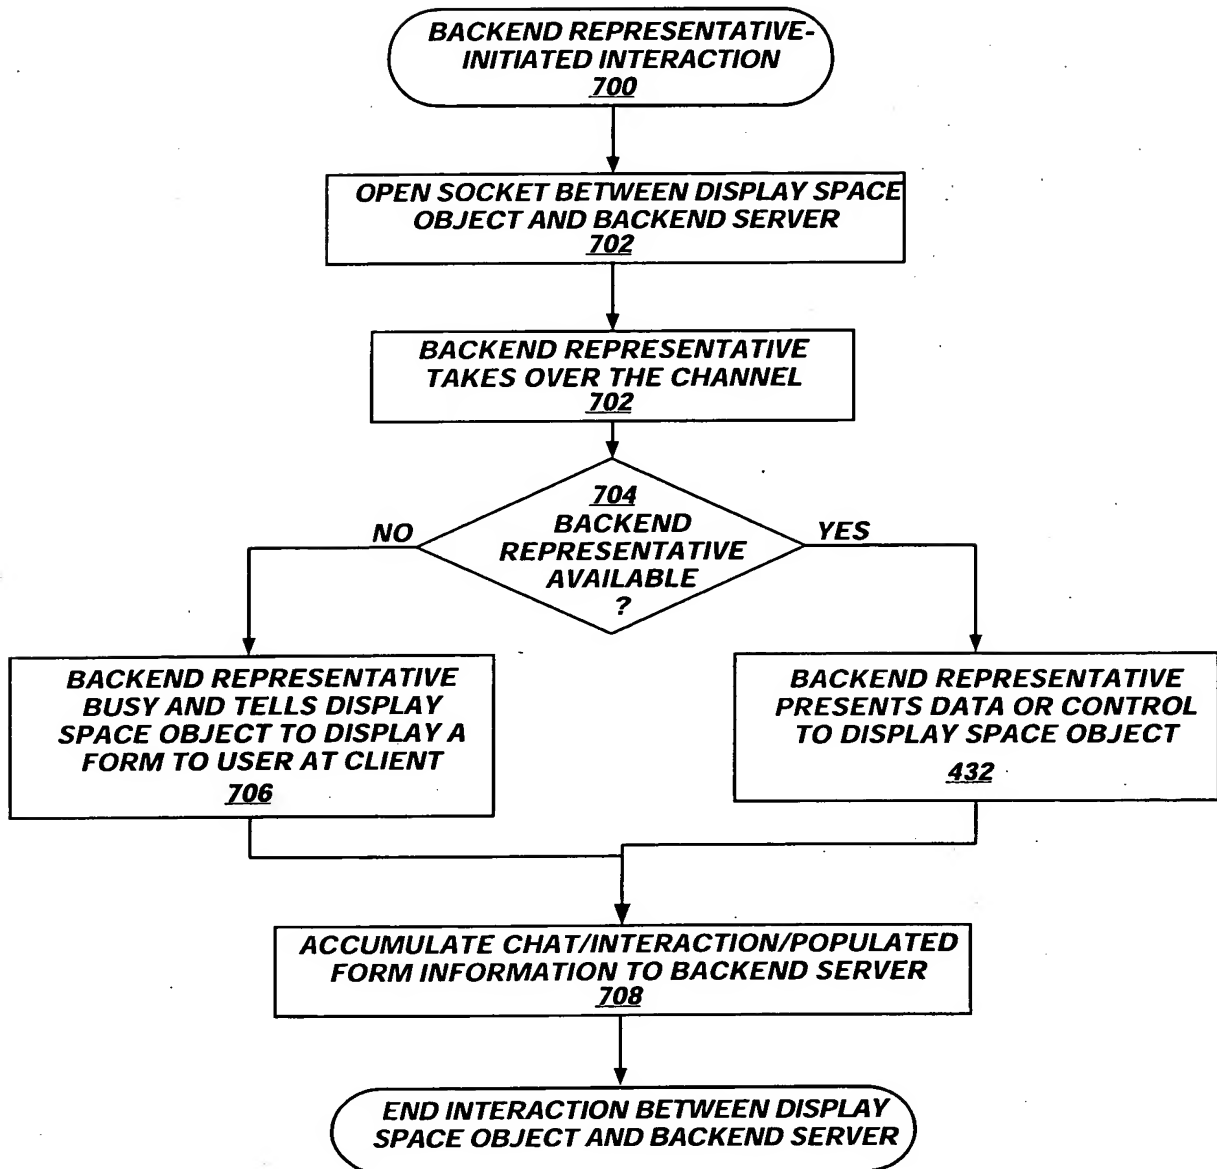 BACKEND REPRESENTATIVE-
INITIATED INTERACTION
700
OPEN SOCKET BETWEEN DISPLAY SPACE
OBJECT AND BACKEND SERVER
702
BACKEND REPRESENTATIVE
TAKES OVER THE CHANNEL
702
704
BACKEND
REPRESENTATIVE
AVAILABLE
?
NO
YES
BACKEND REPRESENTATIVE
BUSY AND TELLS DISPLAY
SPACE OBJECT TO DISPLAY A
FORM TO USER AT CLIENT
706
BACKEND REPRESENTATIVE
PRESENTS DATA OR CONTROL
TO DISPLAY SPACE OBJECT
432
ACCUMULATE CHAT/INTERACTION/POPULATED
FORM INFORMATION TO BACKEND SERVER
708
END INTERACTION BETWEEN DISPLAY
SPACE OBJECT AND BACKEND SERVER